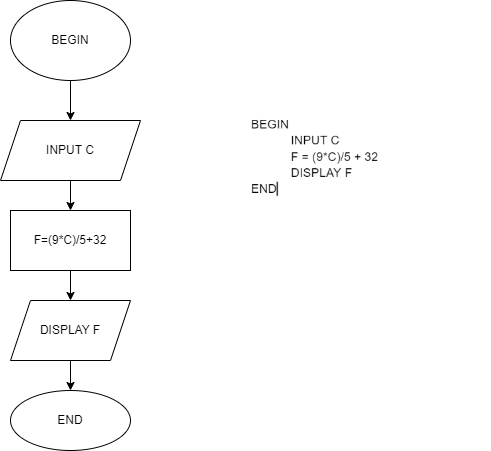 BEGIN
INPUT C
F=(9*C)/5+32
DISPLAY F
END
BEGIN
INPUT C
F = (9*C)/5 + 32
DISPLAY F
END